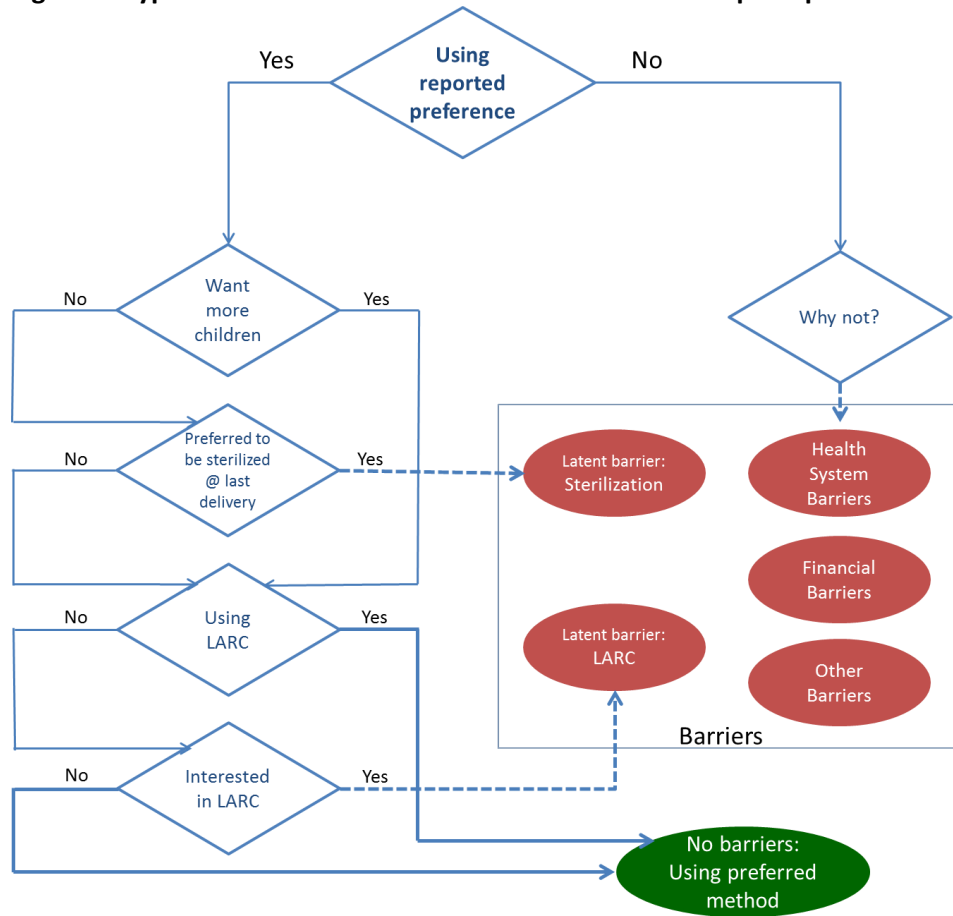 Yes
Using
reported
preference
No
Want
more
children
No
Yes
Why not?
Preferred to
be sterilized
@ last
delivery
No
Yes
Latent barrier:
Sterilization
Health
System
Barriers
Financial
Barriers
Using
LARC
No
Yes
Latent barrier:
LARC
Other
Barriers
Barriers
Interested
in LARC
No
Yes
No barriers:
Using preferred
method